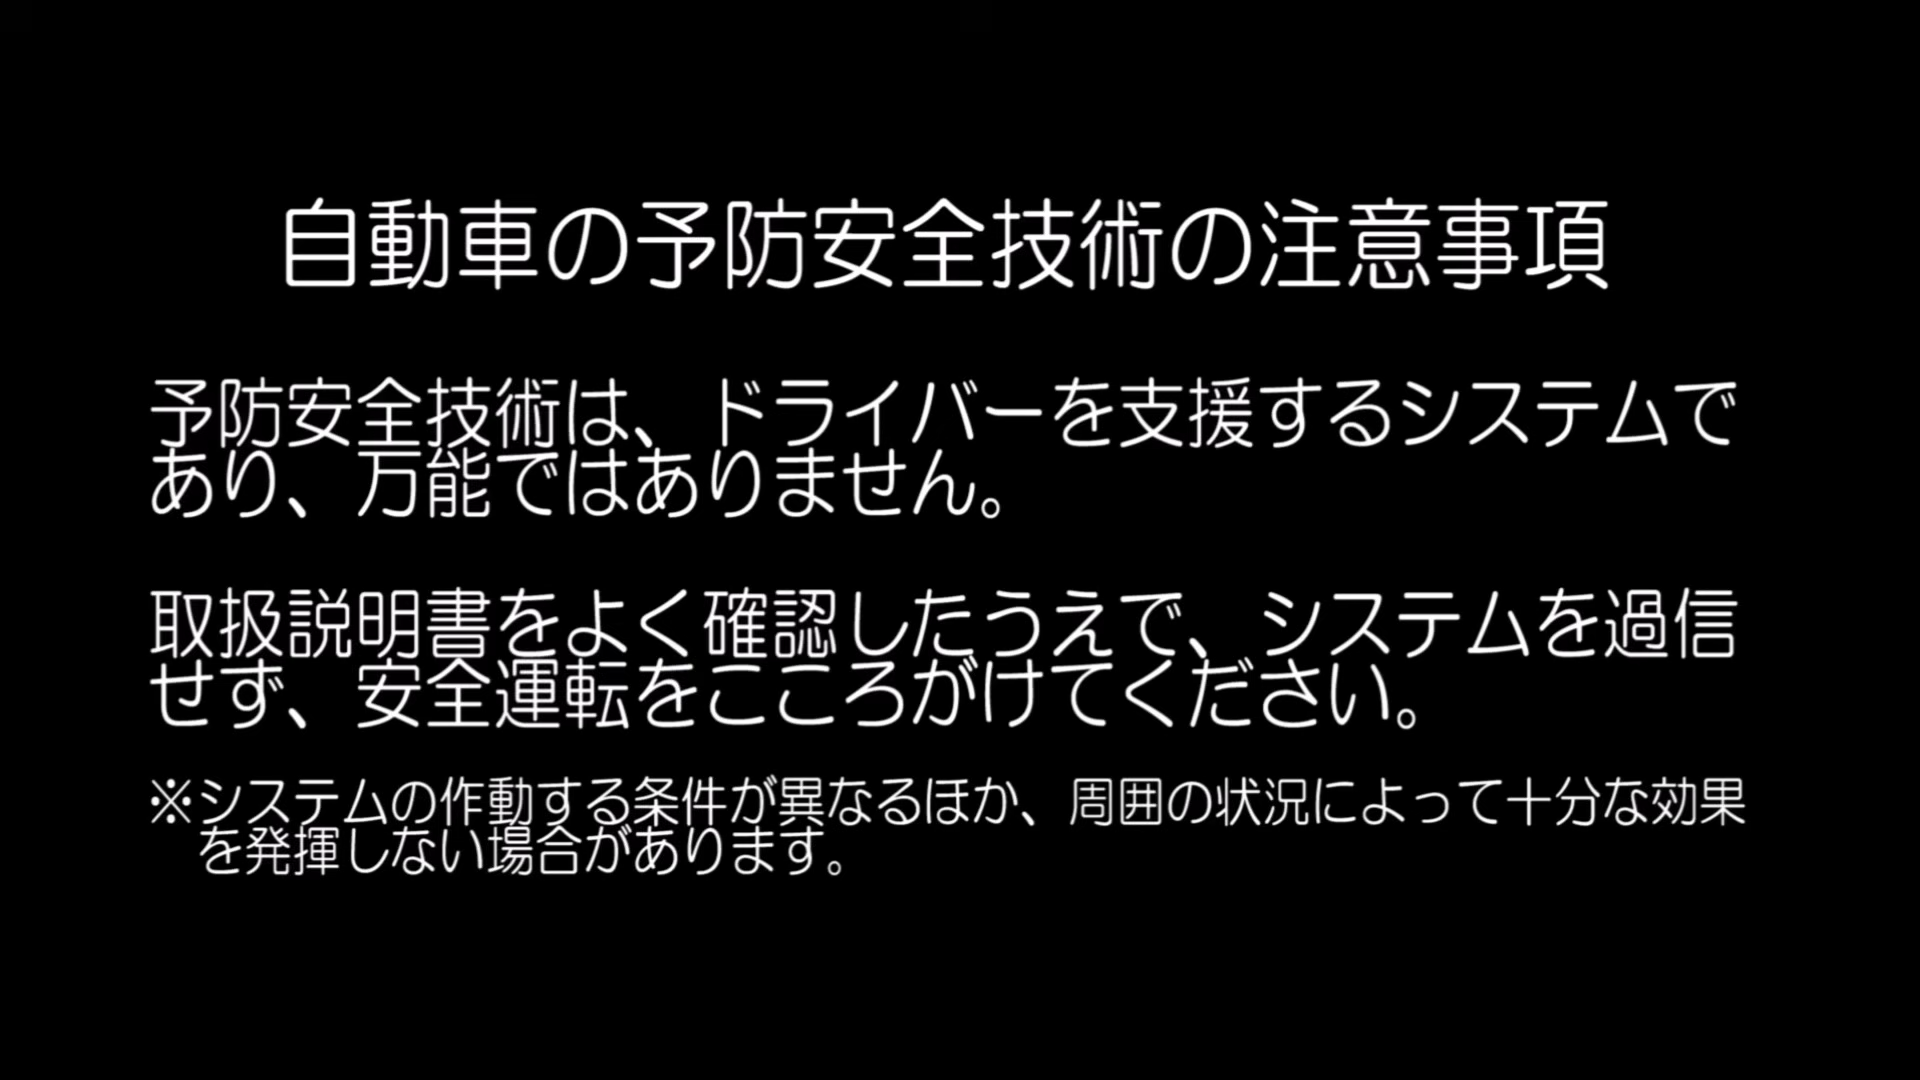 自動車の予防安全技術の注意事項
予防安全技術は、ドライバーを支援するシステムで
あり、万能ではありません。
取扱説明書をよく確認したうえで、システムを過信
せず、安全運転をこころがけてください。
※システムの作動する条件が異なるほか、周囲の状況によって十分な効果
を発揮しない場合があります。